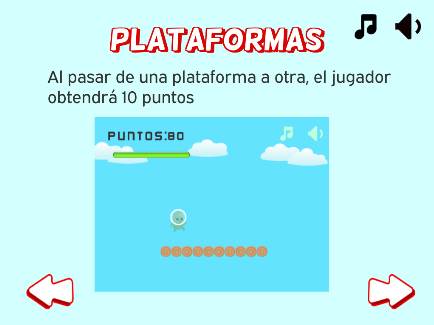 PLATAFORMAS
Al pasar de una plataforma a otra, el jugador
obtendrá 10 puntos
PUNTOS:80